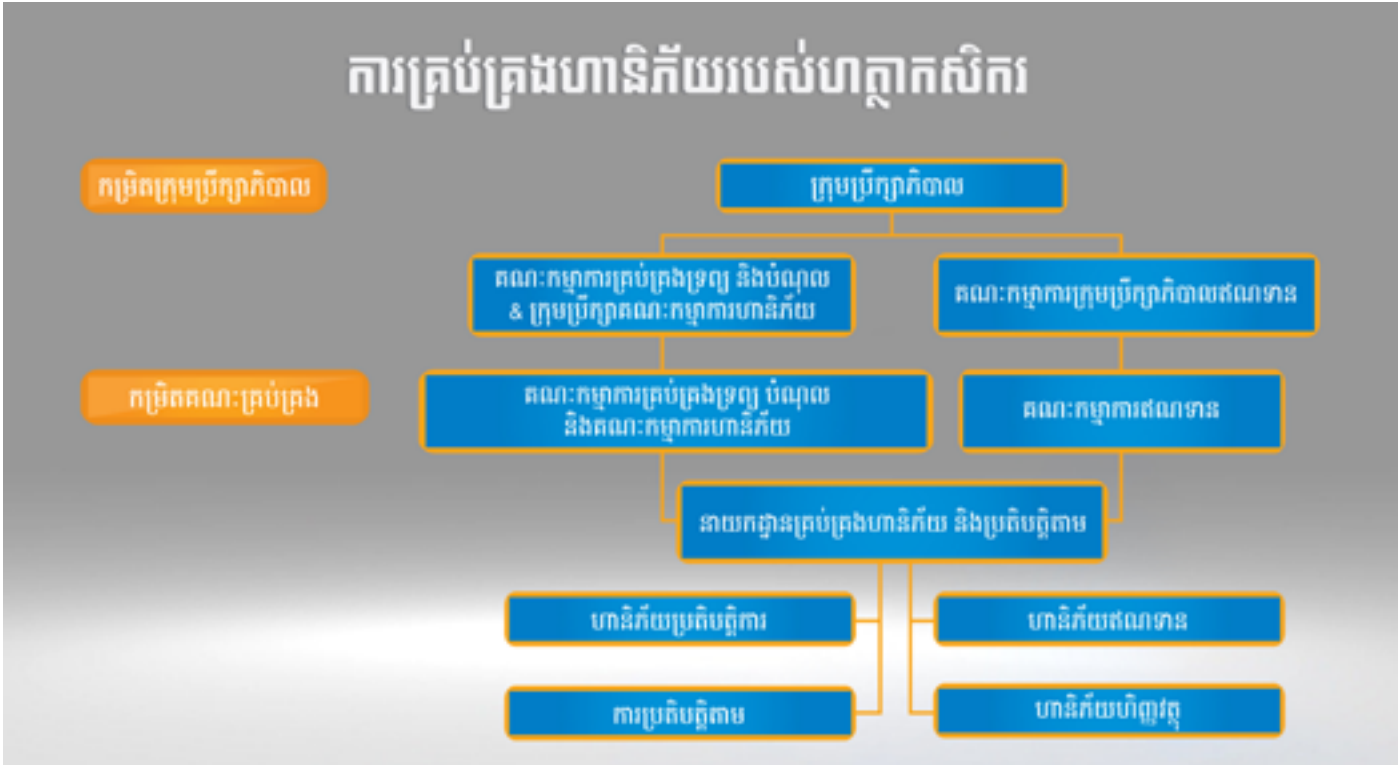 ការគ្រប់គ្រងហានិភ័យរបស់ហត្ថាកសិករ
កម្រិតក្រុមប្រឹក្សាភិបាល
ក្រុមប្រឹក្សាភិបាល
គណៈកម្មាការគ្រប់គ្រងទ្រព្យ និងបំណុល
& ក្រុមប្រឹក្សាគណៈកម្មាការហានិភ័យ
គណៈកម្មាការក្រុមប្រឹក្សាភិបាលឥណទាន
កម្រិតគណៈគ្រប់គ្រង
គណៈកម្មាការគ្រប់គ្រងទ្រព្យ បំណុល
និងគណៈកម្មាការហានិភ័យ
គណៈកម្មាការឥណទាន
នាយកដ្ឋានគ្រប់គ្រងហានិភ័យ និងប្រតិបត្តិតាម
ហានិភ័យប្រតិបត្តិការ
ហានិភ័យឥណទាន
ការប្រតិបត្តិតាម
ហានិភ័យហិញ្ញវត្ថុ